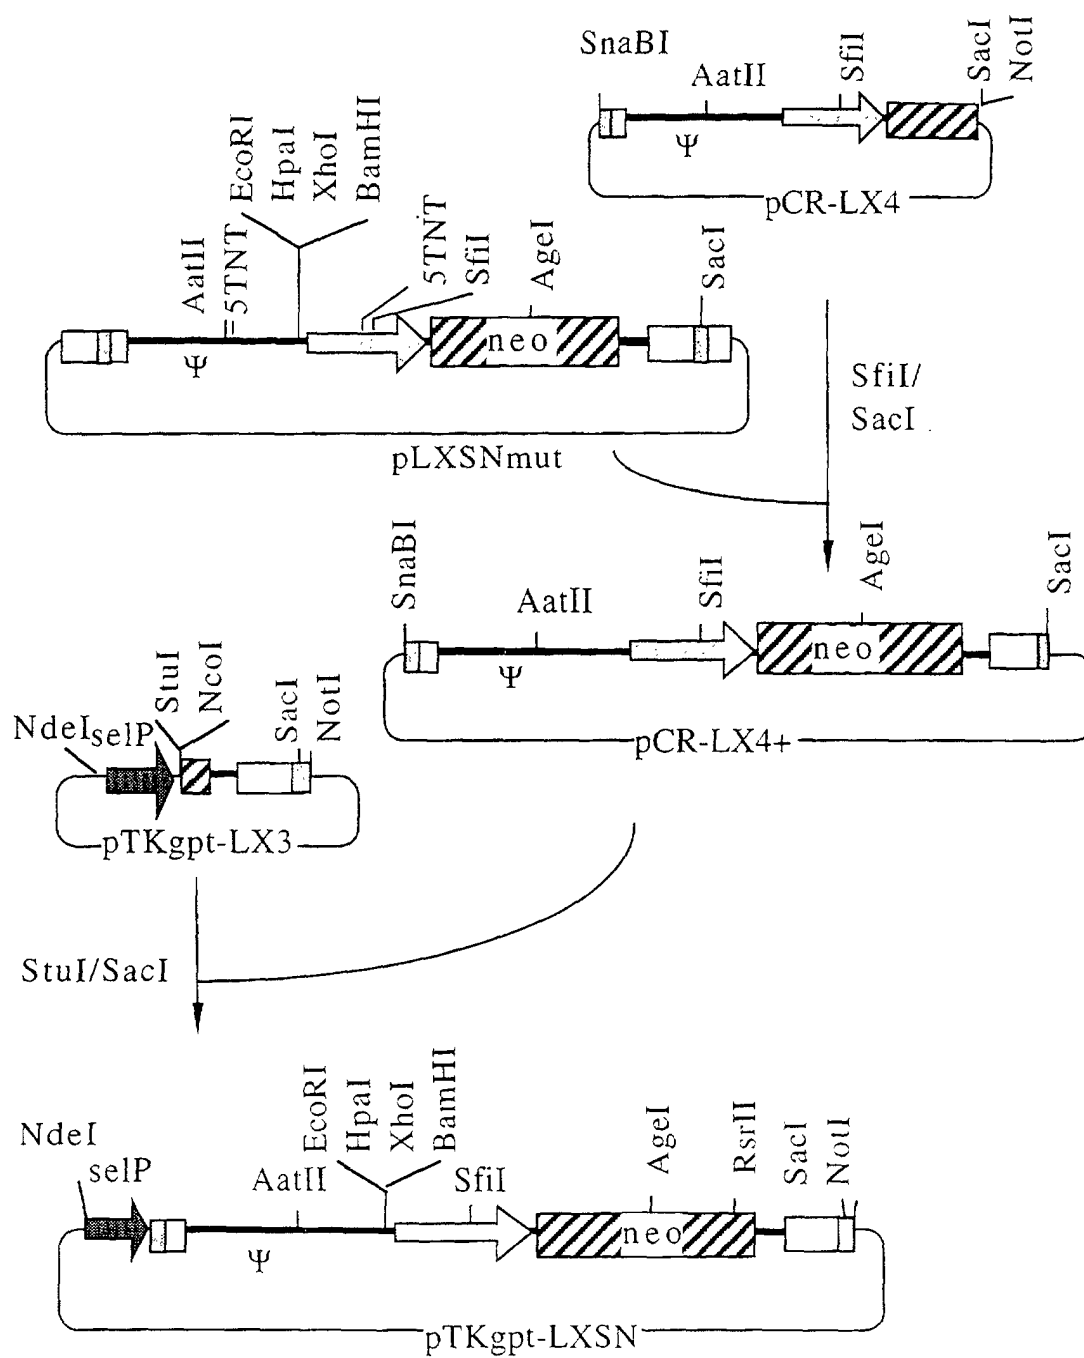 SnaBI
AatII
SfiI
SacI
NotI
Ψ
pCR-LX4
EcoRI
HpaI
XhoI
BamHI
AatII
5TNT
5TNT
SfiI
AgeI
SacI
neo
Ψ
pLXSNmut
SfiI/
SacI
SnaBI
AatII
SfiI
AgeI
SacI
neo
Ψ
pCR-LX4+
NdeI
selP
StuI
NcoI
SacI
NotI
pTKgpt-LX3
StuI/SacI
NdeI
selP
AatII
EcoRI
HpaI
XhoI
BamHI
SfiI
AgeI
RsrII
SacI
NotI
neo
Ψ
pTKgpt-LXSN